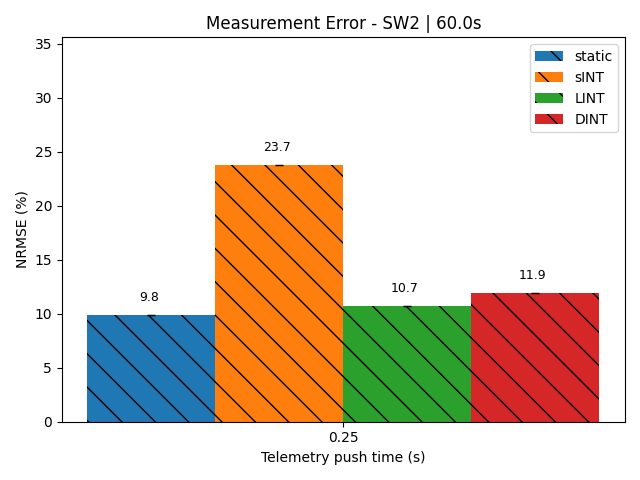 Measurement Error - SW2 | 60.0s
NRMSE (%)
35
30
25
20
15
10
5
0
static
sINT
LINT
DINT
9.8
23.7
10.7
11.9
0.25
Telemetry push time (s)